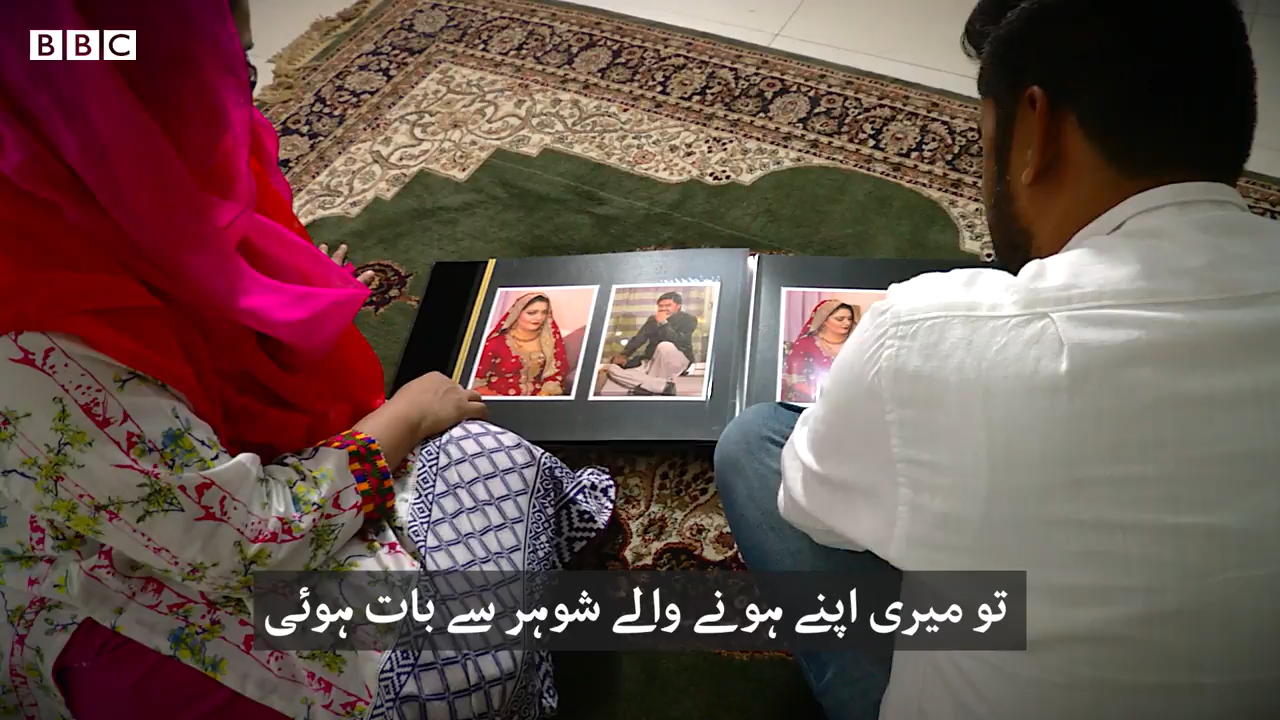 BBC
تو میری اپنے ہونے والے شوہر سے بات ہوئی